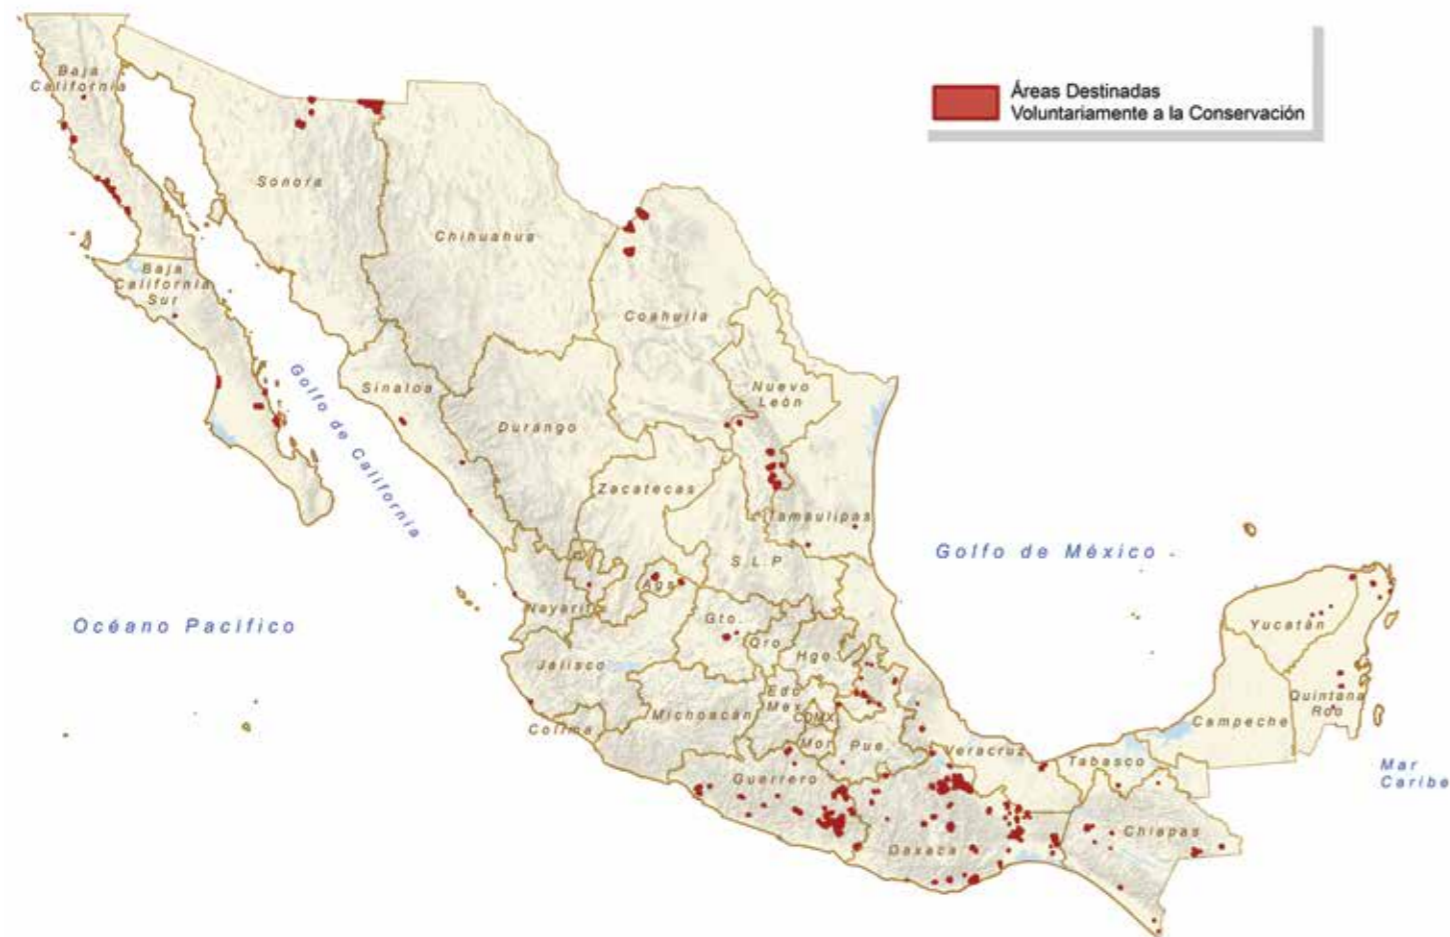 Baja
California
Áreas Destinadas
Voluntariamente a la Conservación
Sonora
Chihuahua
Baja
California
Sur
Coahuila
Golfo de California
Sinaloa
Nuevo
León
Durango
Zacatecas
Tamaulipas
Golfo de México
S.L.P
Ags.
Nayarit
Océano Pacífico
Gto.
Qro.
Hgo.
Yucatán
Jalisco
Edo
Mex.
Michoacán
CDMX
Colima
Mor.
Pue.
Veracruz
Quintana
Roo
Campeche
Tabasco
Mar
Caribe
Guerrero
Chiapas
Oaxaca